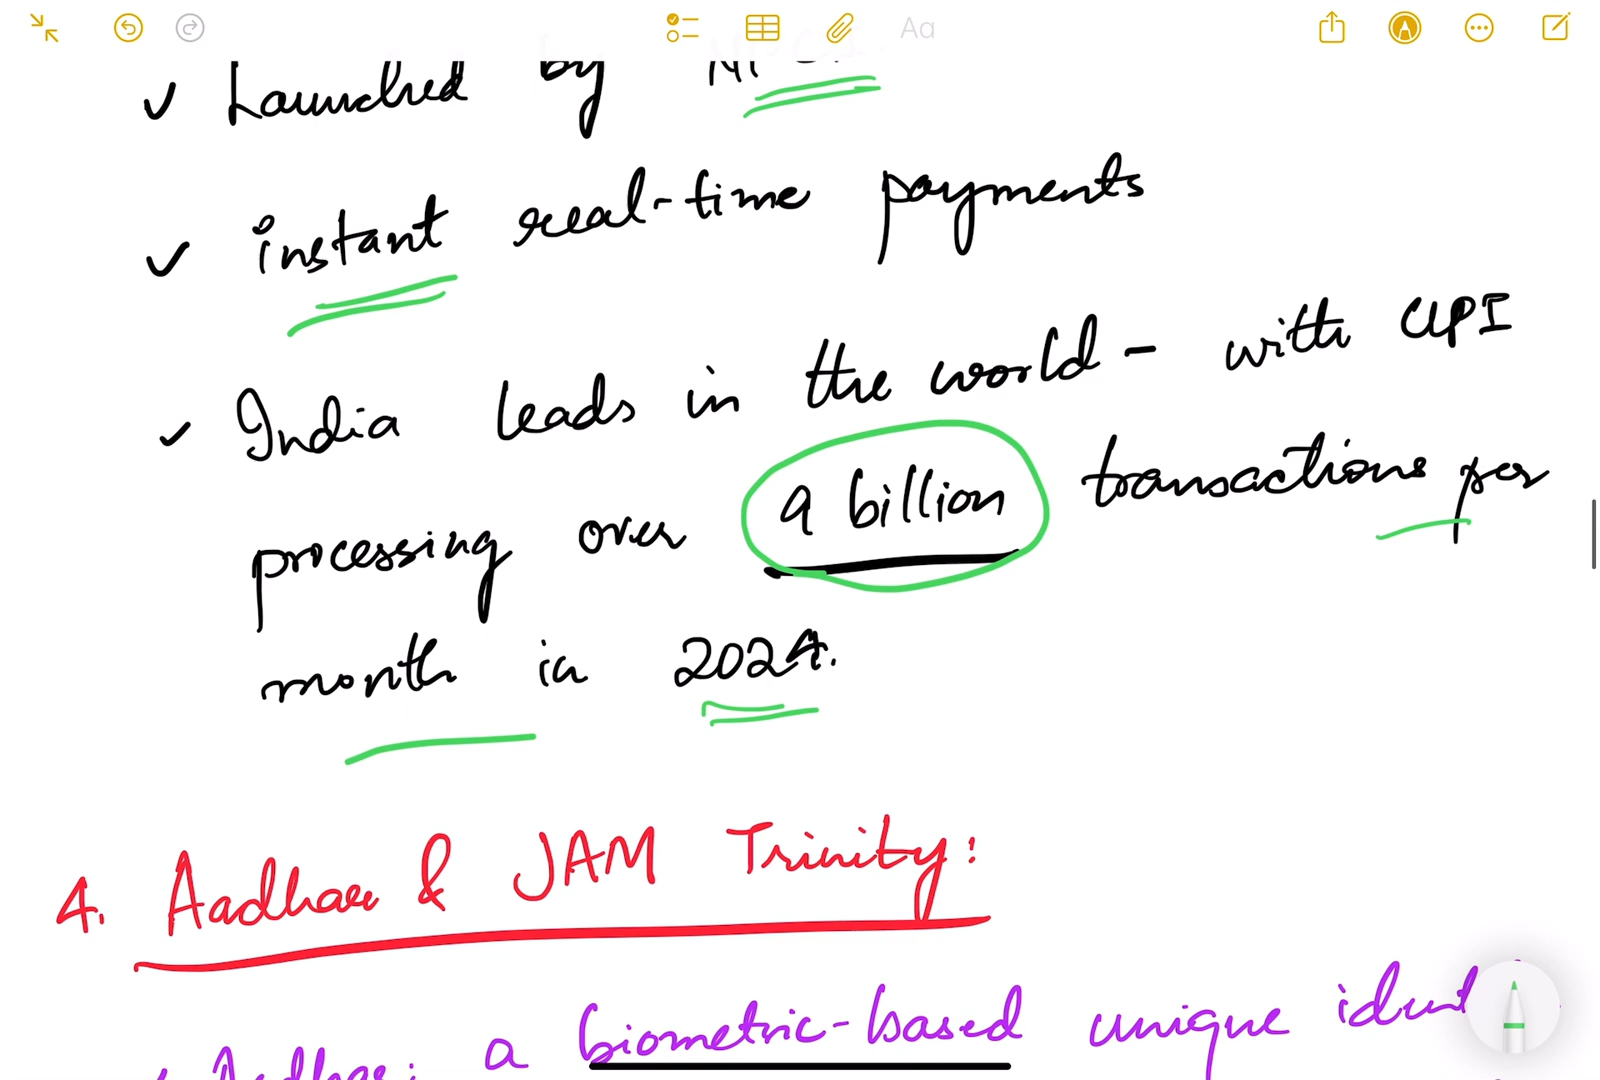 ✓ Launched by
✓ instant real-time payments
✓ India leads in the world - with UPI
processing over 9 billion transactions per
month in 2024.
4. Aadhaar & JAM Trinity:
a biometric-based unique
Aa